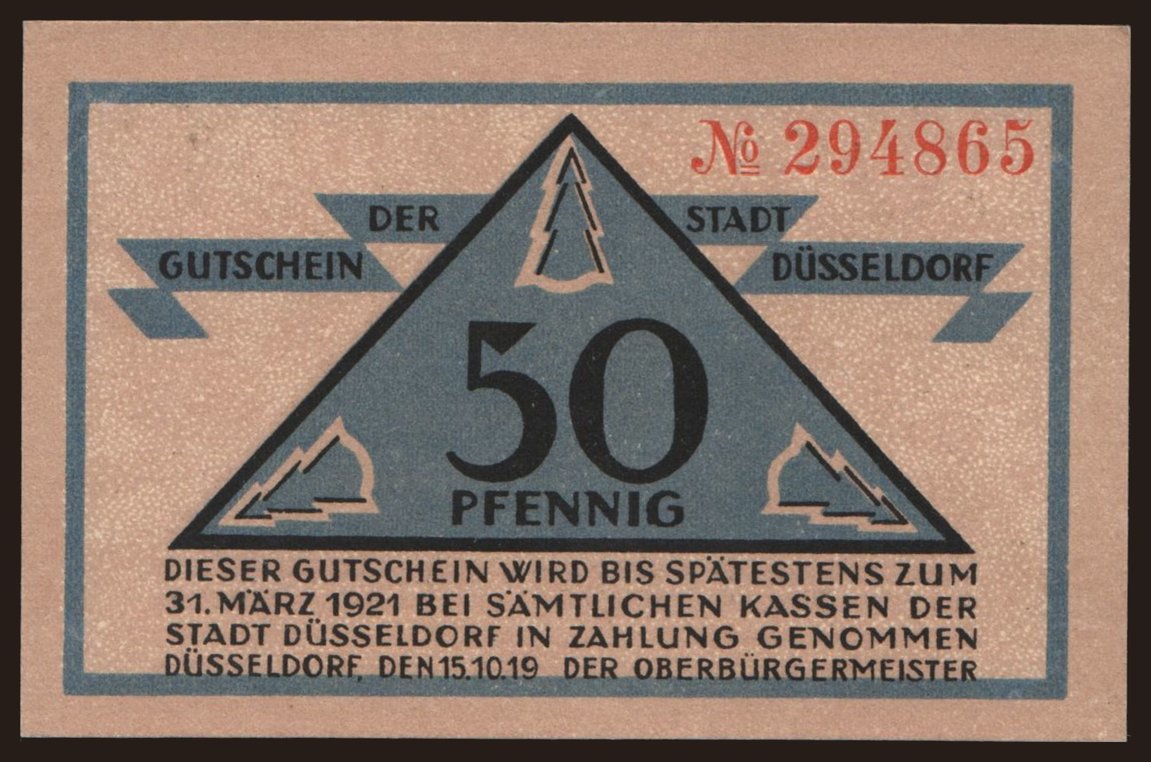 № 294865
GUTSCHEIN DER STADT DÜSSELDORF
50
PFENNIG
DIESER GUTSCHEIN WIRD BIS SPÄTESTENS ZUM
31. MÄRZ 1921 BEI SÄMTLICHEN KASSEN DER
STADT DÜSSELDORF IN ZAHLUNG GENOMMEN
DÜSSELDORF, DEN 15.10.19 DER OBERBÜRGERMEISTER